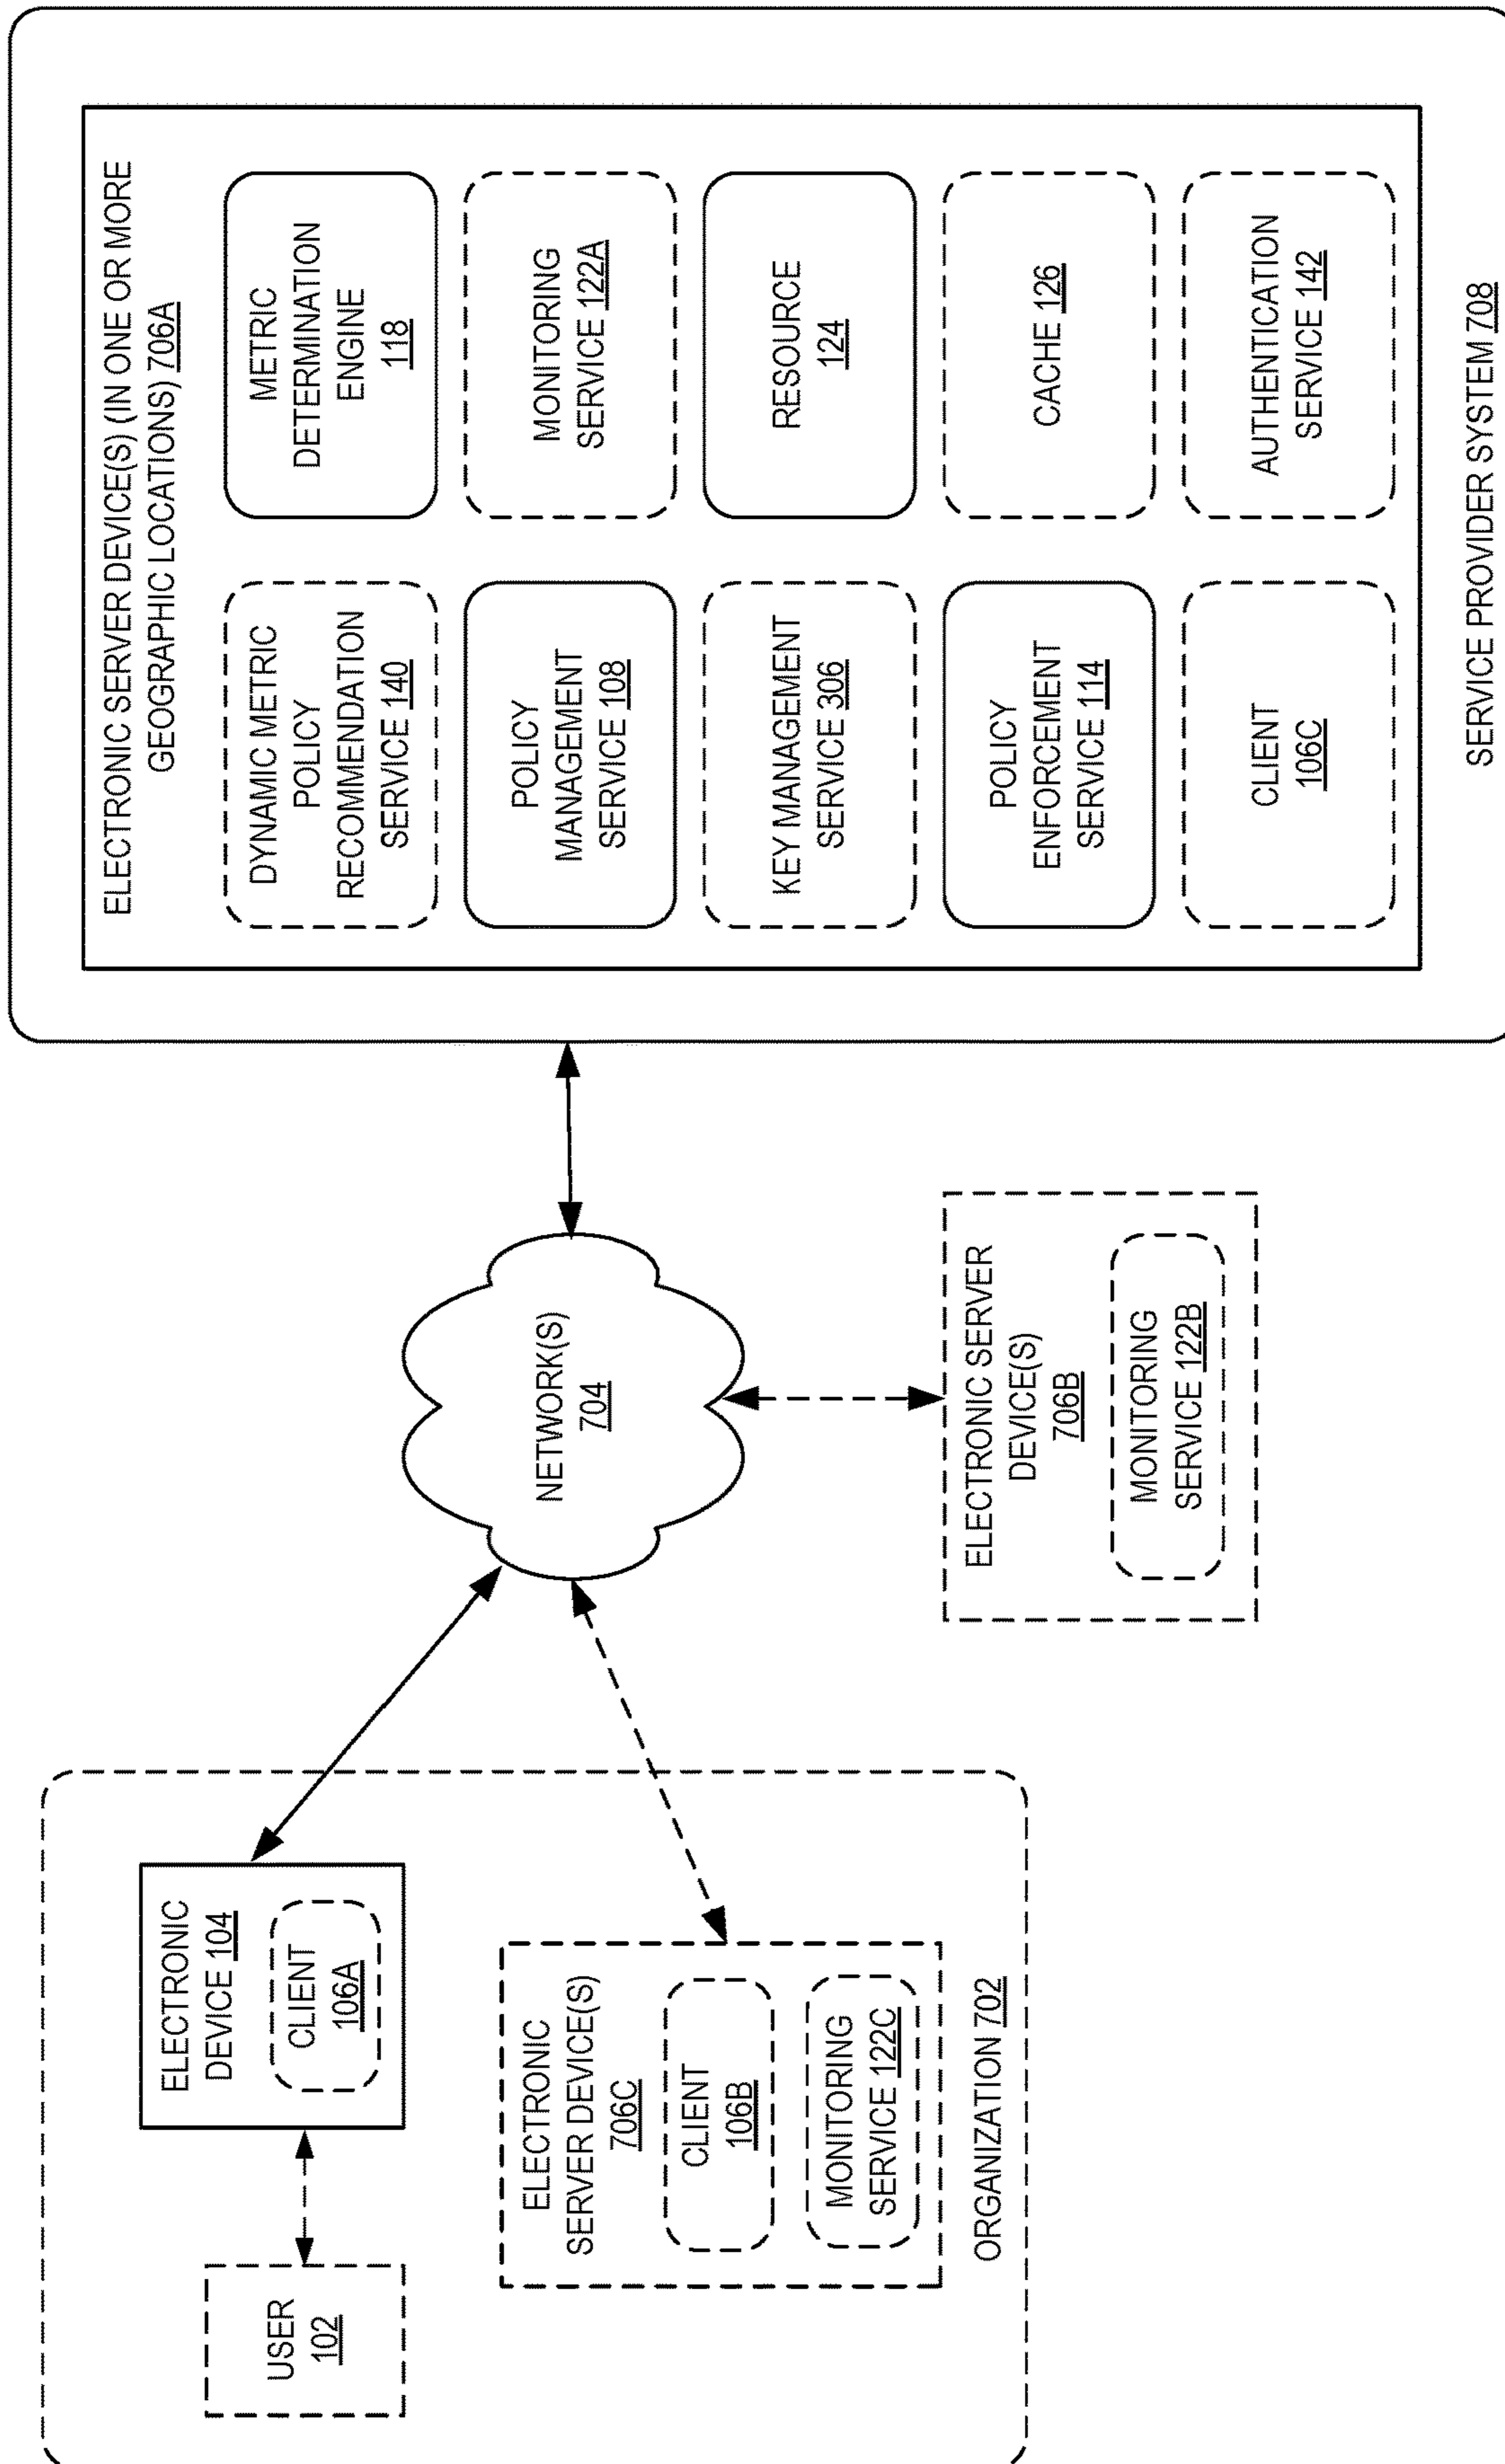 USER
102
ELECTRONIC
DEVICE 104
CLIENT
106A
ELECTRONIC
SERVER DEVICE(S)
706C
CLIENT
106B
MONITORING
SERVICE 122C
ORGANIZATION 702
NETWORK(S)
704
ELECTRONIC SERVER
DEVICE(S)
706B
MONITORING
SERVICE 122B
ELECTRONIC SERVER DEVICE(S) (IN ONE OR MORE
GEOGRAPHIC LOCATIONS) 706A
DYNAMIC METRIC
POLICY
RECOMMENDATION
SERVICE 140
METRIC
DETERMINATION
ENGINE
118
POLICY
MANAGEMENT
SERVICE 108
MONITORING
SERVICE 122A
KEY MANAGEMENT
SERVICE 306
RESOURCE
124
POLICY
ENFORCEMENT
SERVICE 114
CACHE 126
CLIENT
106C
AUTHENTICATION
SERVICE 142
SERVICE PROVIDER SYSTEM 708